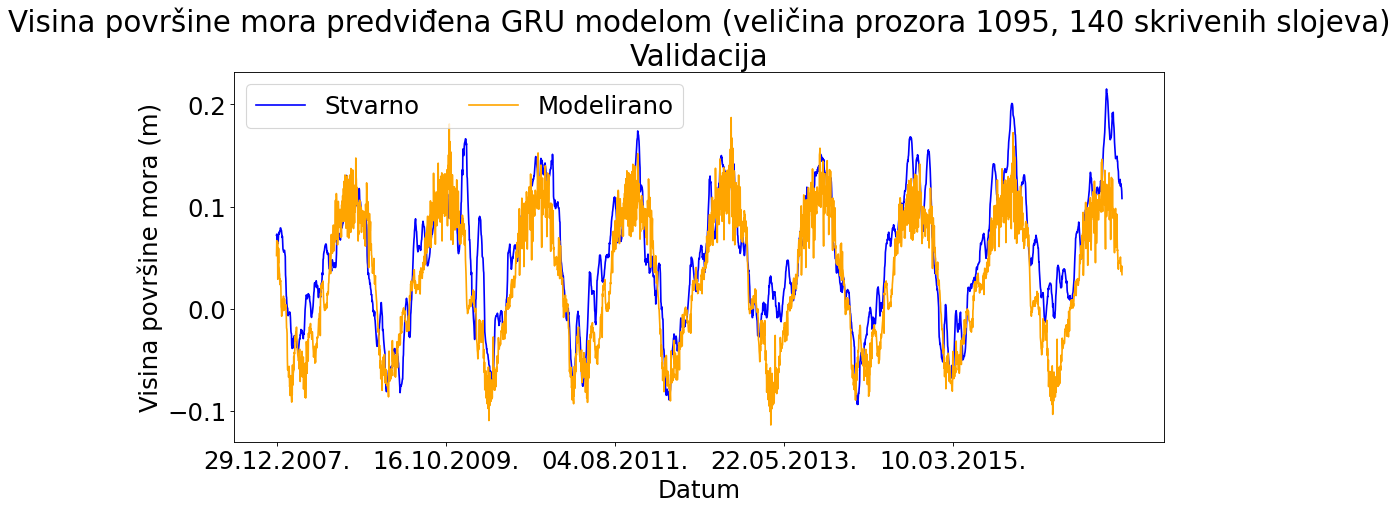 Visina površine mora predviđena GRU modelom (veličina prozora 1095, 140 skrivenih slojeva)
Validacija
Stvarno
Modelirano
Visina površine mora (m)
0.2
0.1
0.0
−0.1
29.12.2007.
16.10.2009.
04.08.2011.
22.05.2013.
10.03.2015.
Datum